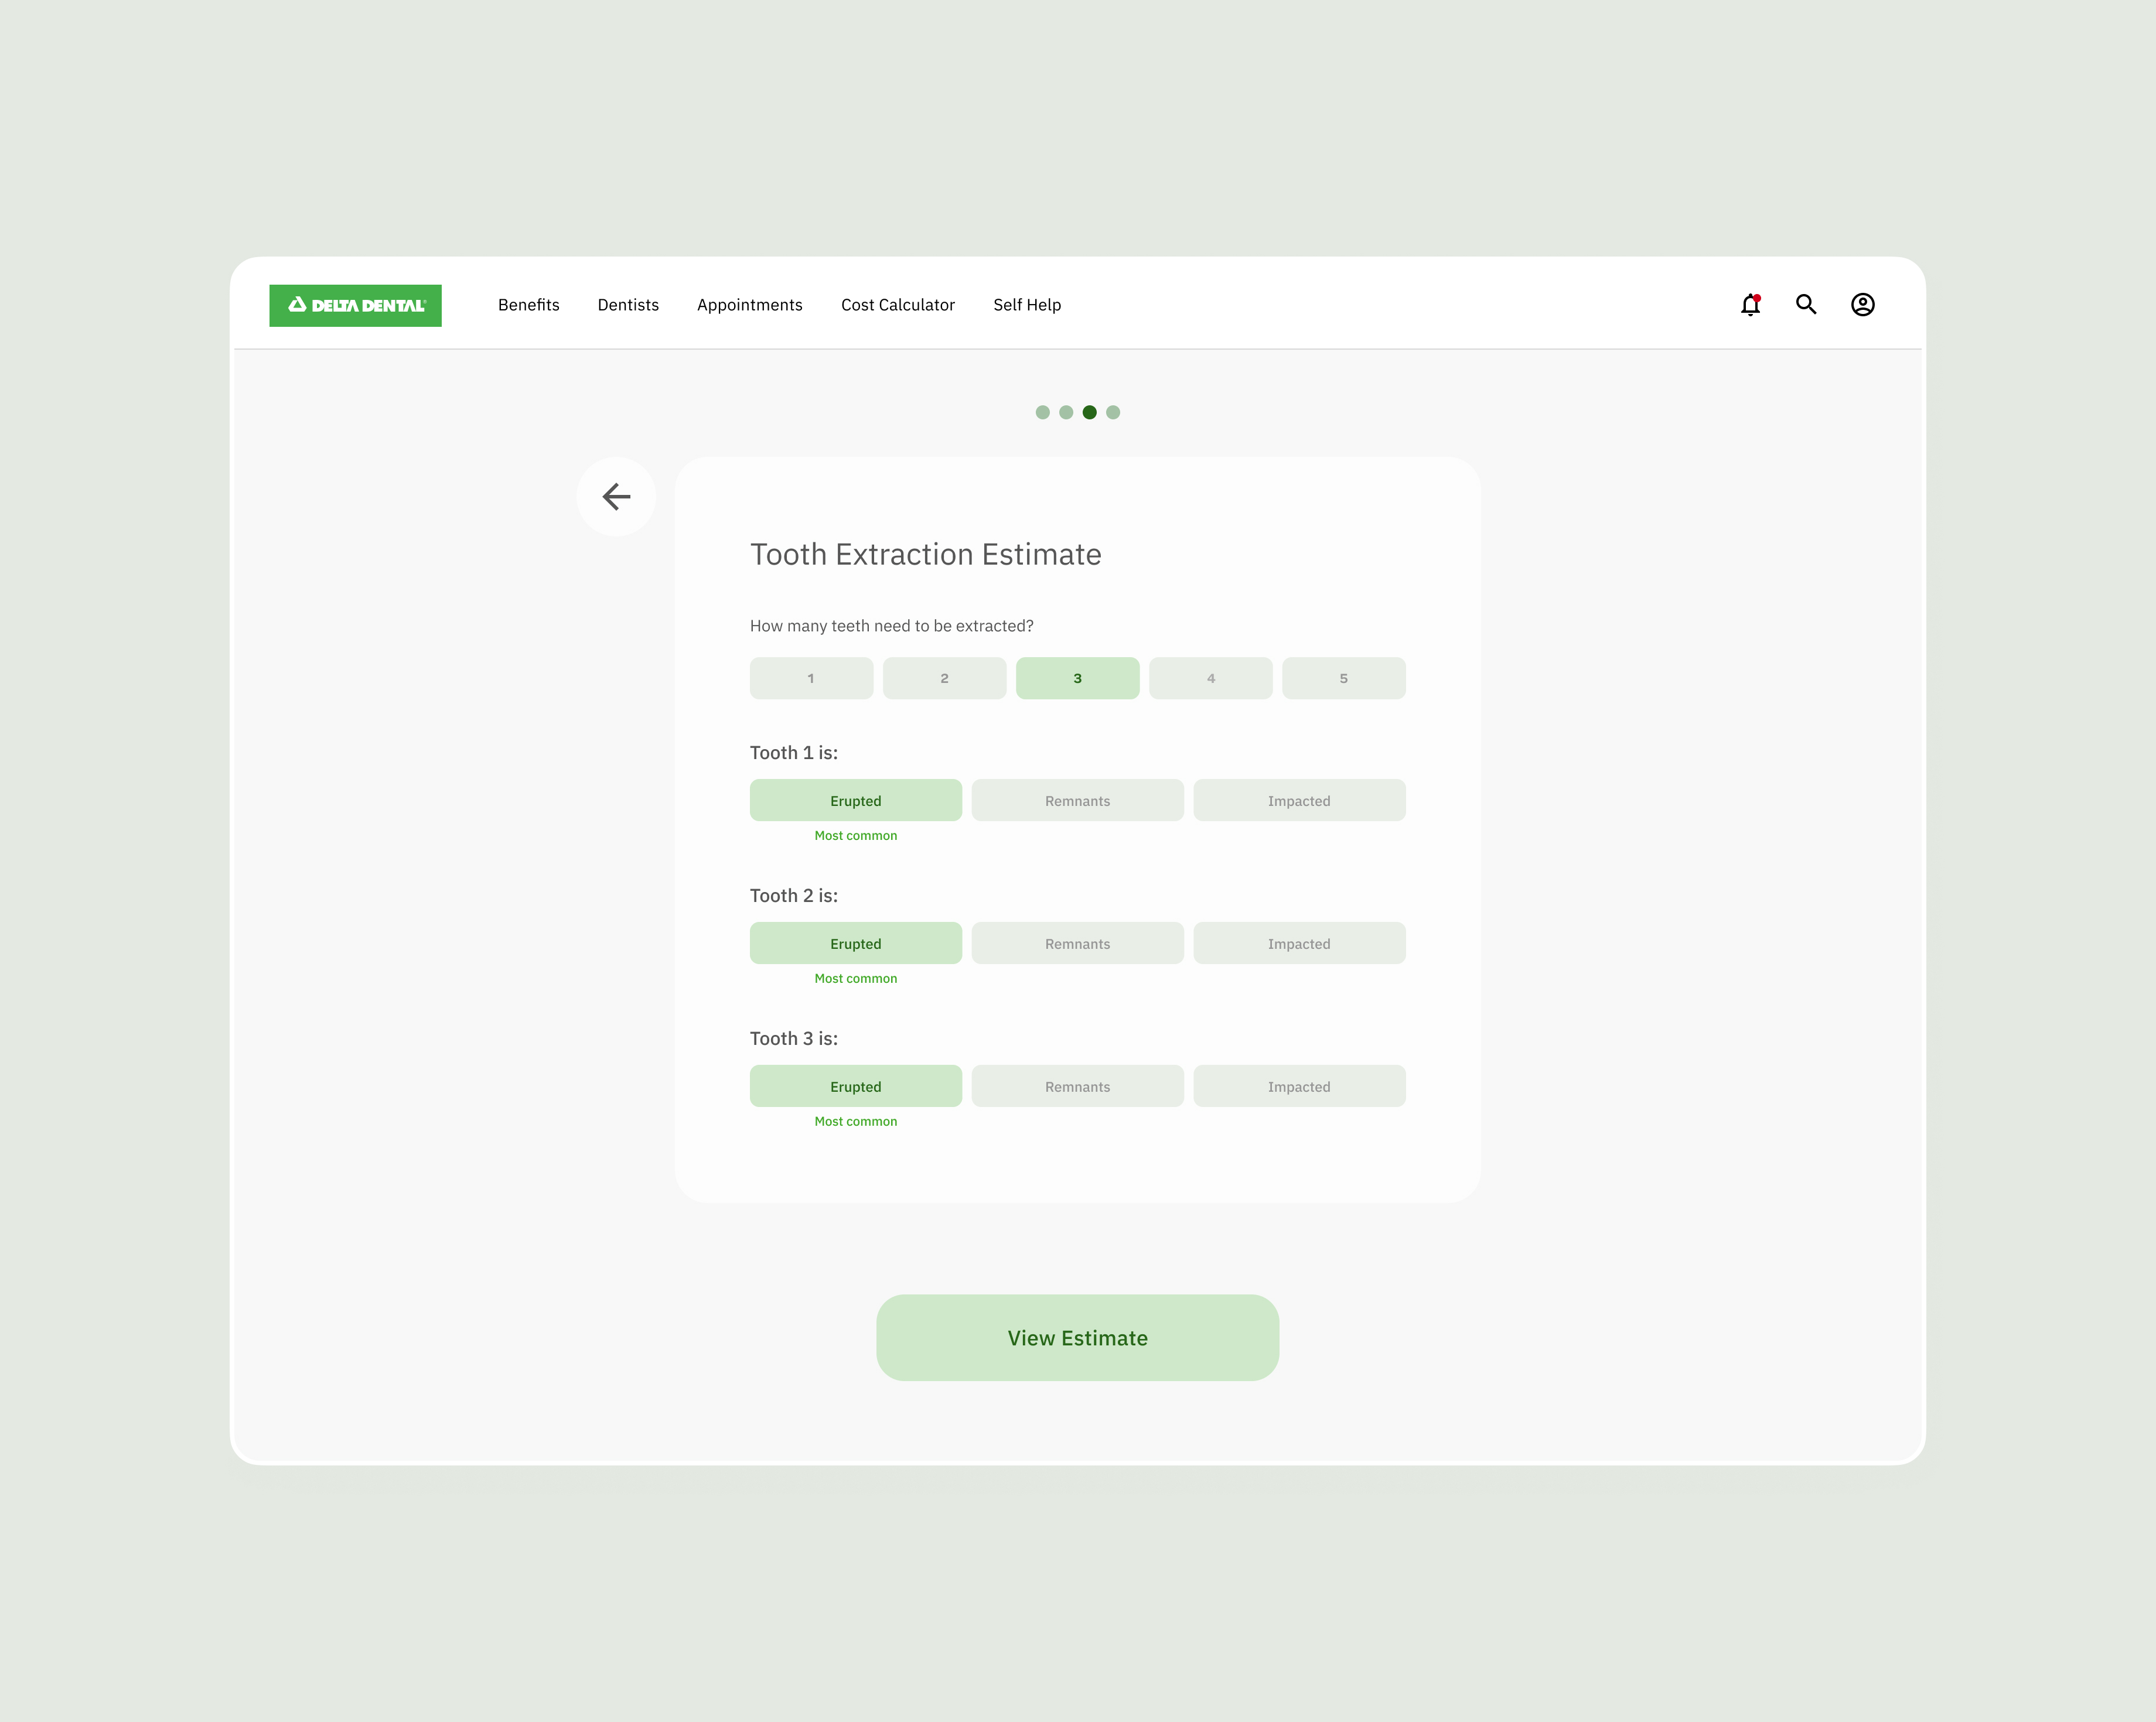 DELTA DENTAL Benefits Dentists Appointments Cost Calculator Self Help
Tooth Extraction Estimate
How many teeth need to be extracted?
1 2 3 4 5
Tooth 1 is:
Erupted Remnants Impacted
Most common
Tooth 2 is:
Erupted Remnants Impacted
Most common
Tooth 3 is:
Erupted Remnants Impacted
Most common
View Estimate